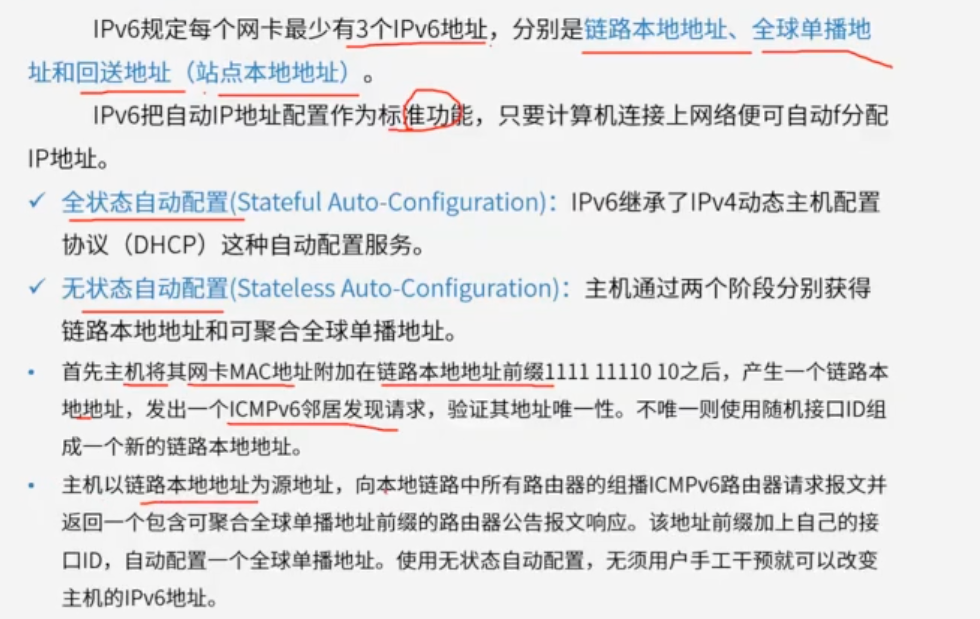 IPv6规定每个网卡最少有3个IPv6地址，分别是链路本地地址、全球单播地
址和回送地址（站点本地地址）。
IPv6把自动IP地址配置作为标准功能，只要计算机连接上网络便可自动f分配
IP地址。
✓ 全状态自动配置(Stateful Auto-Configuration)：IPv6继承了IPv4动态主机配置
协议（DHCP）这种自动配置服务。
✓ 无状态自动配置(Stateless Auto-Configuration)：主机通过两个阶段分别获得
链路本地地址和可聚合全球单播地址。
• 首先主机将其网卡MAC地址附加在链路本地地址前缀1111 11110 10之后，产生一个链路本
地地址，发出一个ICMPv6邻居发现请求，验证其地址唯一性。不唯一则使用随机接口ID组
成一个新的链路本地地址。
• 主机以链路本地地址为源地址，向本地链路中所有路由器的组播ICMPv6路由器请求报文并
返回一个包含可聚合全球单播地址前缀的路由器公告报文响应。该地址前缀加上自己的接
口ID，自动配置一个全球单播地址。使用无状态自动配置，无须用户手工干预就可以改变
主机的IPv6地址。